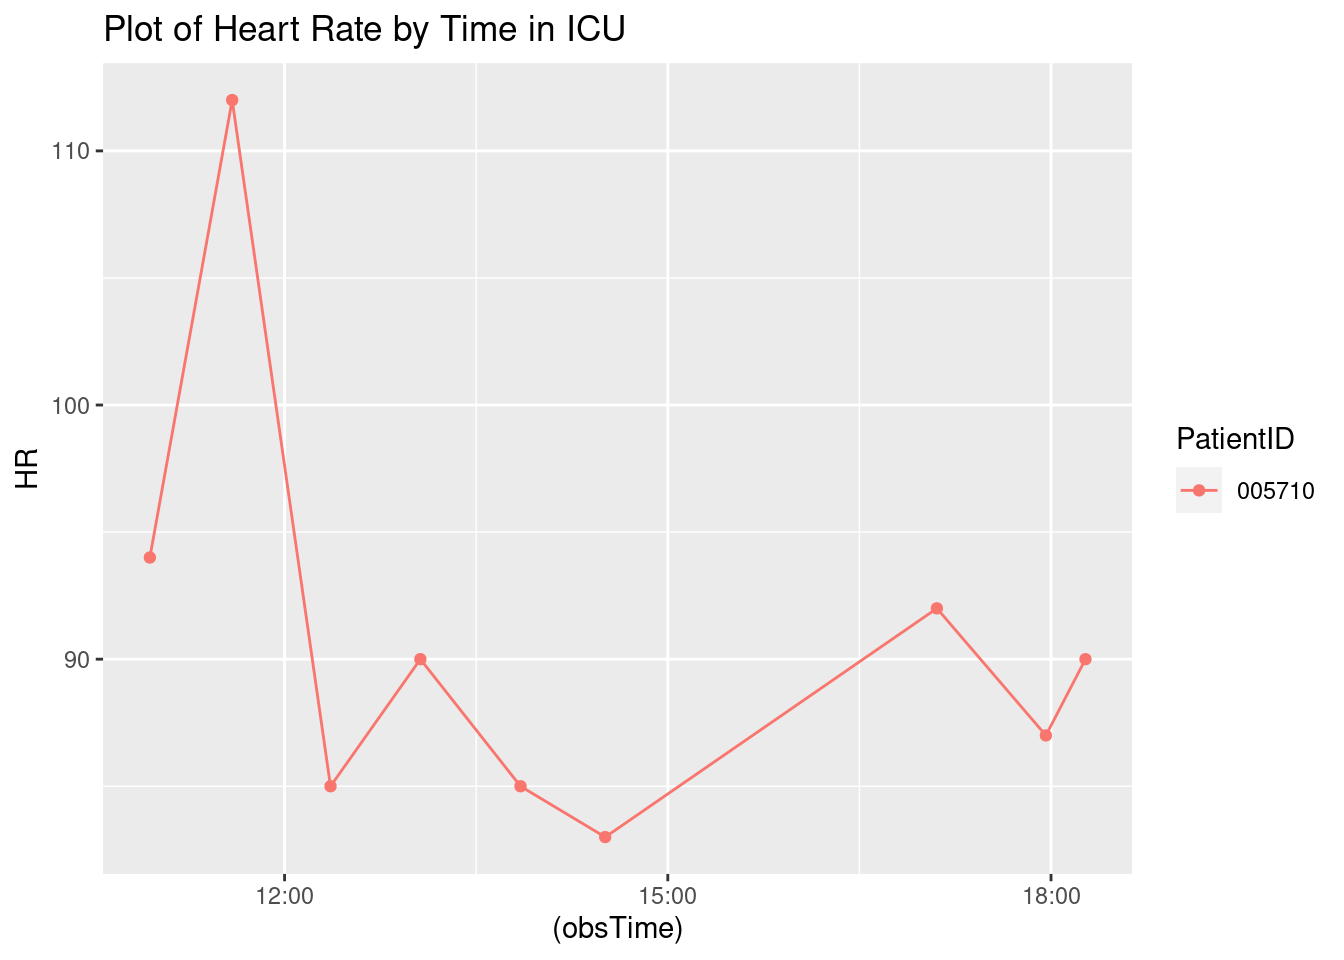 Plot of Heart Rate by Time in ICU
110
100
90
HR
12:00
15:00
18:00
(obsTime)
PatientID
005710